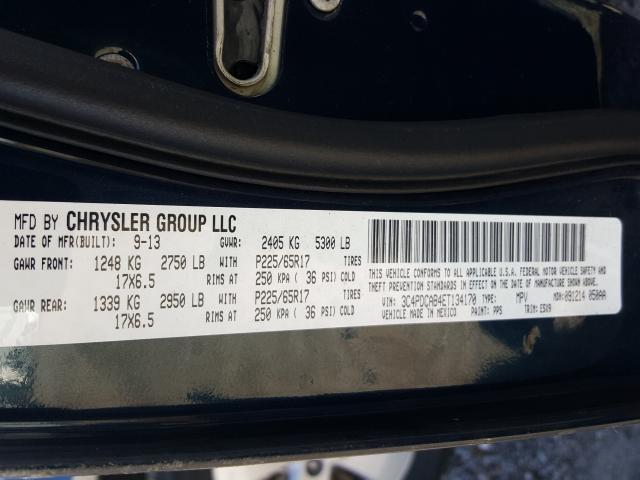 MFD BY CHRYSLER GROUP LLC
DATE OF MFR(BUILT): 9-13 GVWR: 2405 KG 5300 LB
GAWR FRONT: 1248 KG 2750 LB WITH P225/65R17 TIRES
17X6.5 RIMS AT 250 KPA ( 36 PSI) COLD
GAWR REAR: 1339 KG 2950 LB WITH P225/65R17 TIRES
17X6.5 RIMS AT 250 KPA ( 36 PSI) COLD
THIS VEHICLE CONFORMS TO ALL APPLICABLE U.S.A. FEDERAL MOTOR VEHICLE SAFETY AND
THEFT PREVENTION STANDARDS IN EFFECT ON THE DATE OF MANUFACTURE SHOWN ABOVE.
VIN: 3C4PDCAB4ET134170 TYPE: MPV MDH:091214 050AA
VEHICLE MADE IN MEXICO PAINT: PPS TRIM: E5X9